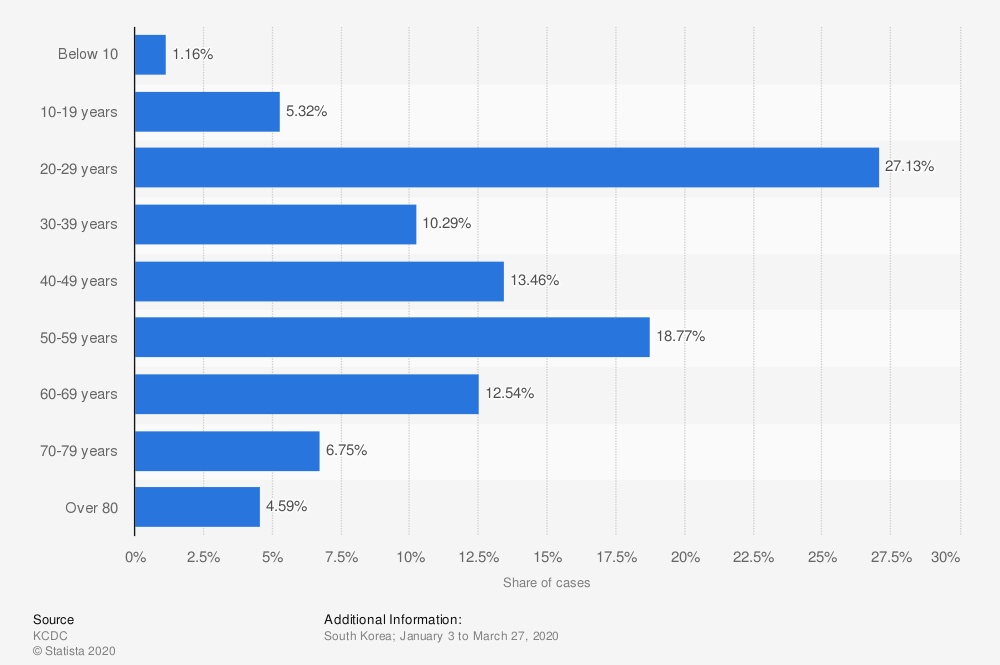 Below 10
1.16%
10-19 years
5.32%
20-29 years
27.13%
30-39 years
10.29%
40-49 years
13.46%
50-59 years
18.77%
60-69 years
12.54%
70-79 years
6.75%
Over 80
4.59%
0% 2.5% 5% 7.5% 10% 12.5% 15% 17.5% 20% 22.5% 25% 27.5% 30%
Share of cases
Source
KCDC
© Statista 2020
Additional Information:
South Korea; January 3 to March 27, 2020